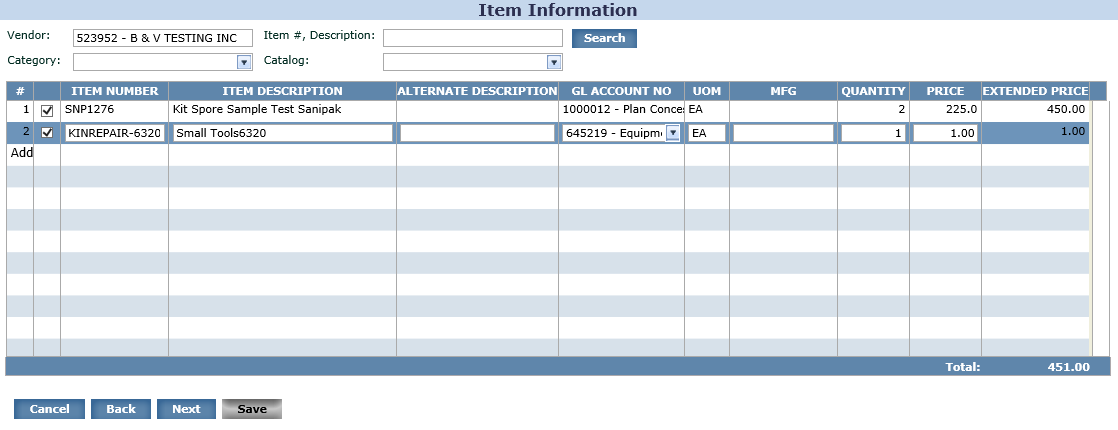 Item Information
Vendor: 523952 - B & V TESTING INC Item #, Description: Search
Category: Catalog:
# ITEM NUMBER ITEM DESCRIPTION ALTERNATE DESCRIPTION GL ACCOUNT NO UOM MFG QUANTITY PRICE EXTENDED PRICE
1 SNP1276 Kit Spore Sample Test Sanipak 1000012 - Plan Conces EA 2 225.0 450.00
2 KINREPAIR-6320 Small Tools6320 645219 - Equipme EA 1 1.00 1.00
Add
Total: 451.00
Cancel Back Next Save